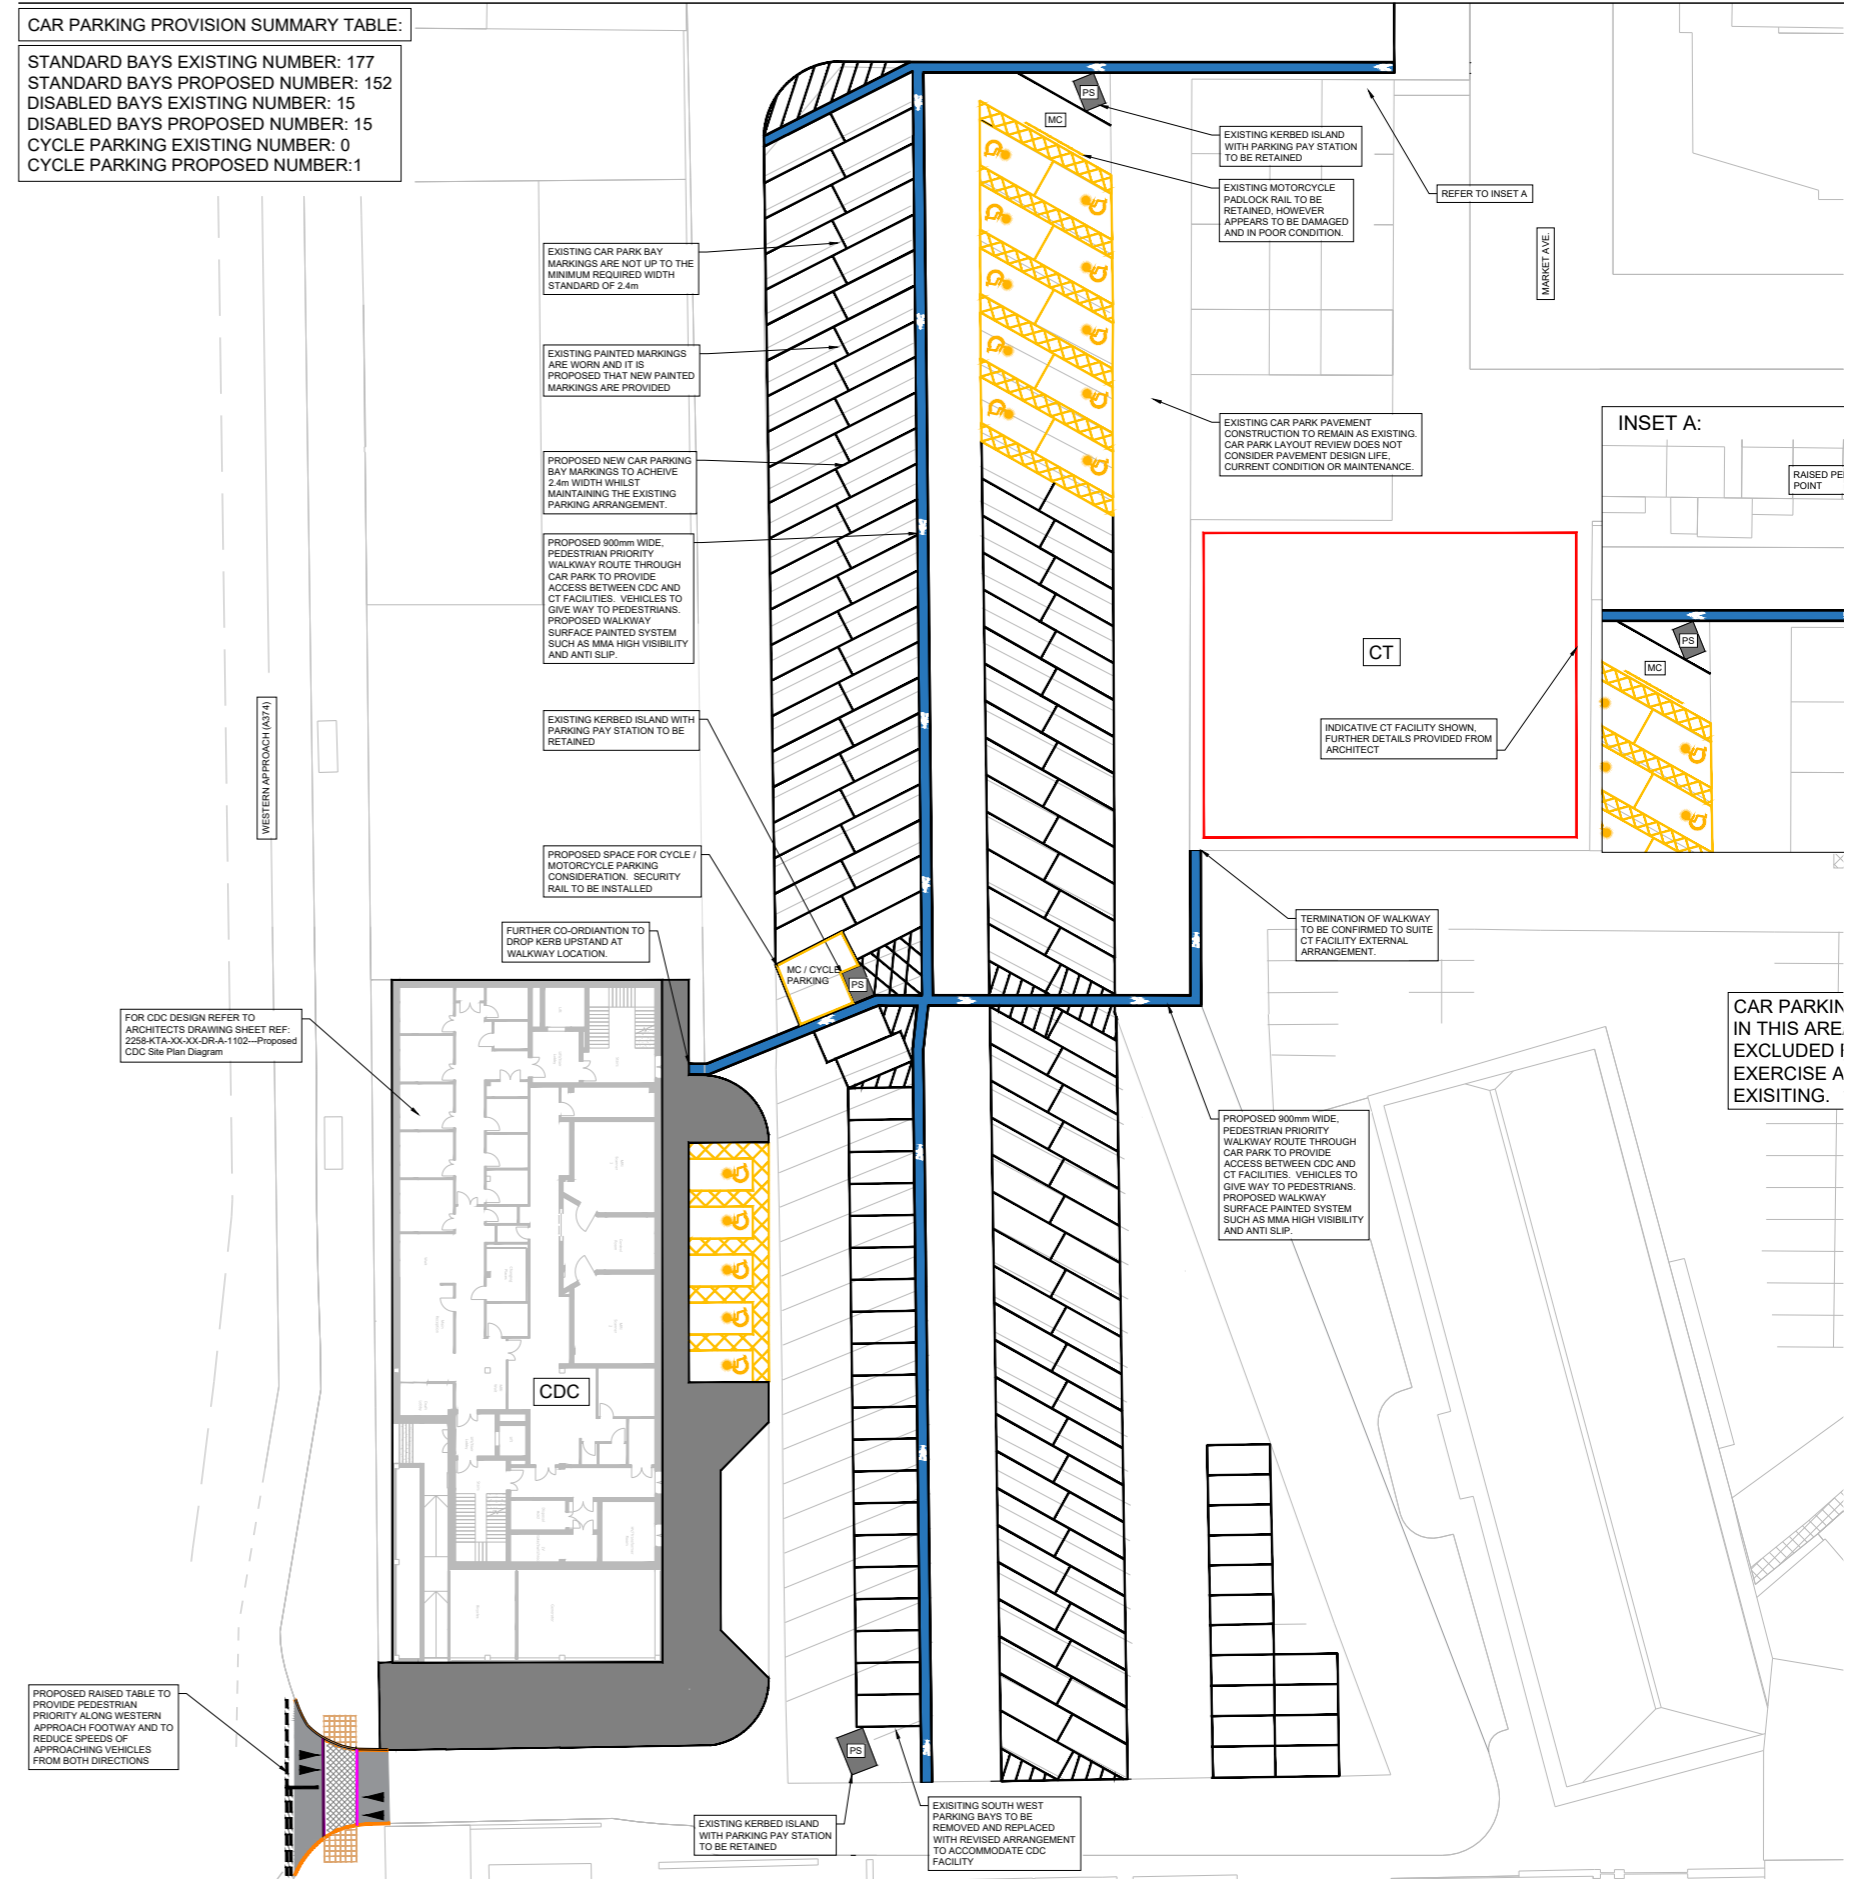 CAR PARKING PROVISION SUMMARY TABLE:
STANDARD BAYS EXISTING NUMBER: 177
STANDARD BAYS PROPOSED NUMBER: 152
DISABLED BAYS EXISTING NUMBER: 15
DISABLED BAYS PROPOSED NUMBER: 15
CYCLE PARKING EXISTING NUMBER: 0
CYCLE PARKING PROPOSED NUMBER:1
PS
MC
EXISTING KERBED ISLAND
WITH PARKING PAY STATION
TO BE RETAINED
EXISTING MOTORCYCLE
PADLOCK RAIL TO BE
RETAINED, HOWEVER
APPEARS TO BE DAMAGED
AND IN POOR CONDITION.
REFER TO INSET A
MARKET AVE.
EXISTING CAR PARK BAY
MARKINGS ARE NOT UP TO THE
MINIMUM REQUIRED WIDTH
STANDARD OF 2.4m
EXISTING PAINTED MARKINGS
ARE WORN AND IT IS
PROPOSED THAT NEW PAINTED
MARKINGS ARE PROVIDED
EXISTING CAR PARK PAVEMENT
CONSTRUCTION TO REMAIN AS EXISTING.
CAR PARK LAYOUT REVIEW DOES NOT
CONSIDER PAVEMENT DESIGN LIFE,
CURRENT CONDITION OR MAINTENANCE.
INSET A:
RAISED PE
POINT
PS
MC
PROPOSED NEW CAR PARKING
BAY MARKINGS TO ACHEIVE
2.4m WIDTH WHILST
MAINTAINING THE EXISTING
PARKING ARRANGEMENT.
PROPOSED 900mm WIDE,
PEDESTRIAN PRIORITY
WALKWAY ROUTE THROUGH
CAR PARK TO PROVIDE
ACCESS BETWEEN CDC AND
CT FACILITIES. VEHICLES TO
GIVE WAY TO PEDESTRIANS.
PROPOSED WALKWAY
SURFACE PAINTED SYSTEM
SUCH AS MMA HIGH VISIBILITY
AND ANTI SLIP.
CT
INDICATIVE CT FACILITY SHOWN,
FURTHER DETAILS PROVIDED FROM
ARCHITECT
WESTERN APPROACH (A374)
EXISTING KERBED ISLAND WITH
PARKING PAY STATION TO BE
RETAINED
PROPOSED SPACE FOR CYCLE /
MOTORCYCLE PARKING
CONSIDERATION. SECURITY
RAIL TO BE INSTALLED
FURTHER CO-ORDIANTION TO
DROP KERB UPSTAND AT
WALKWAY LOCATION.
MC / CYCLE
PARKING
PS
TERMINATION OF WALKWAY
TO BE CONFIRMED TO SUITE
CT FACILITY EXTERNAL
ARRANGEMENT.
FOR CDC DESIGN REFER TO
ARCHITECTS DRAWING SHEET REF:
2258-KTA-XX-XX-DR-A-1102---Proposed
CDC Site Plan Diagram
CAR PARKIN
IN THIS ARE
EXCLUDED
EXERCISE A
EXISITING.
PROPOSED 900mm WIDE,
PEDESTRIAN PRIORITY
WALKWAY ROUTE THROUGH
CAR PARK TO PROVIDE
ACCESS BETWEEN CDC AND
CT FACILITIES. VEHICLES TO
GIVE WAY TO PEDESTRIANS.
PROPOSED WALKWAY
SURFACE PAINTED SYSTEM
SUCH AS MMA HIGH VISIBILITY
AND ANTI SLIP.
CDC
PROPOSED RAISED TABLE TO
PROVIDE PEDESTRIAN
PRIORITY ALONG WESTERN
APPROACH FOOTWAY AND TO
REDUCE SPEEDS OF
APPROACHING VEHICLES
FROM BOTH DIRECTIONS
PS
EXISTING KERBED ISLAND
WITH PARKING PAY STATION
TO BE RETAINED
EXISITING SOUTH WEST
PARKING BAYS TO BE
REMOVED AND REPLACED
WITH REVISED ARRANGEMENT
TO ACCOMMODATE CDC
FACILITY